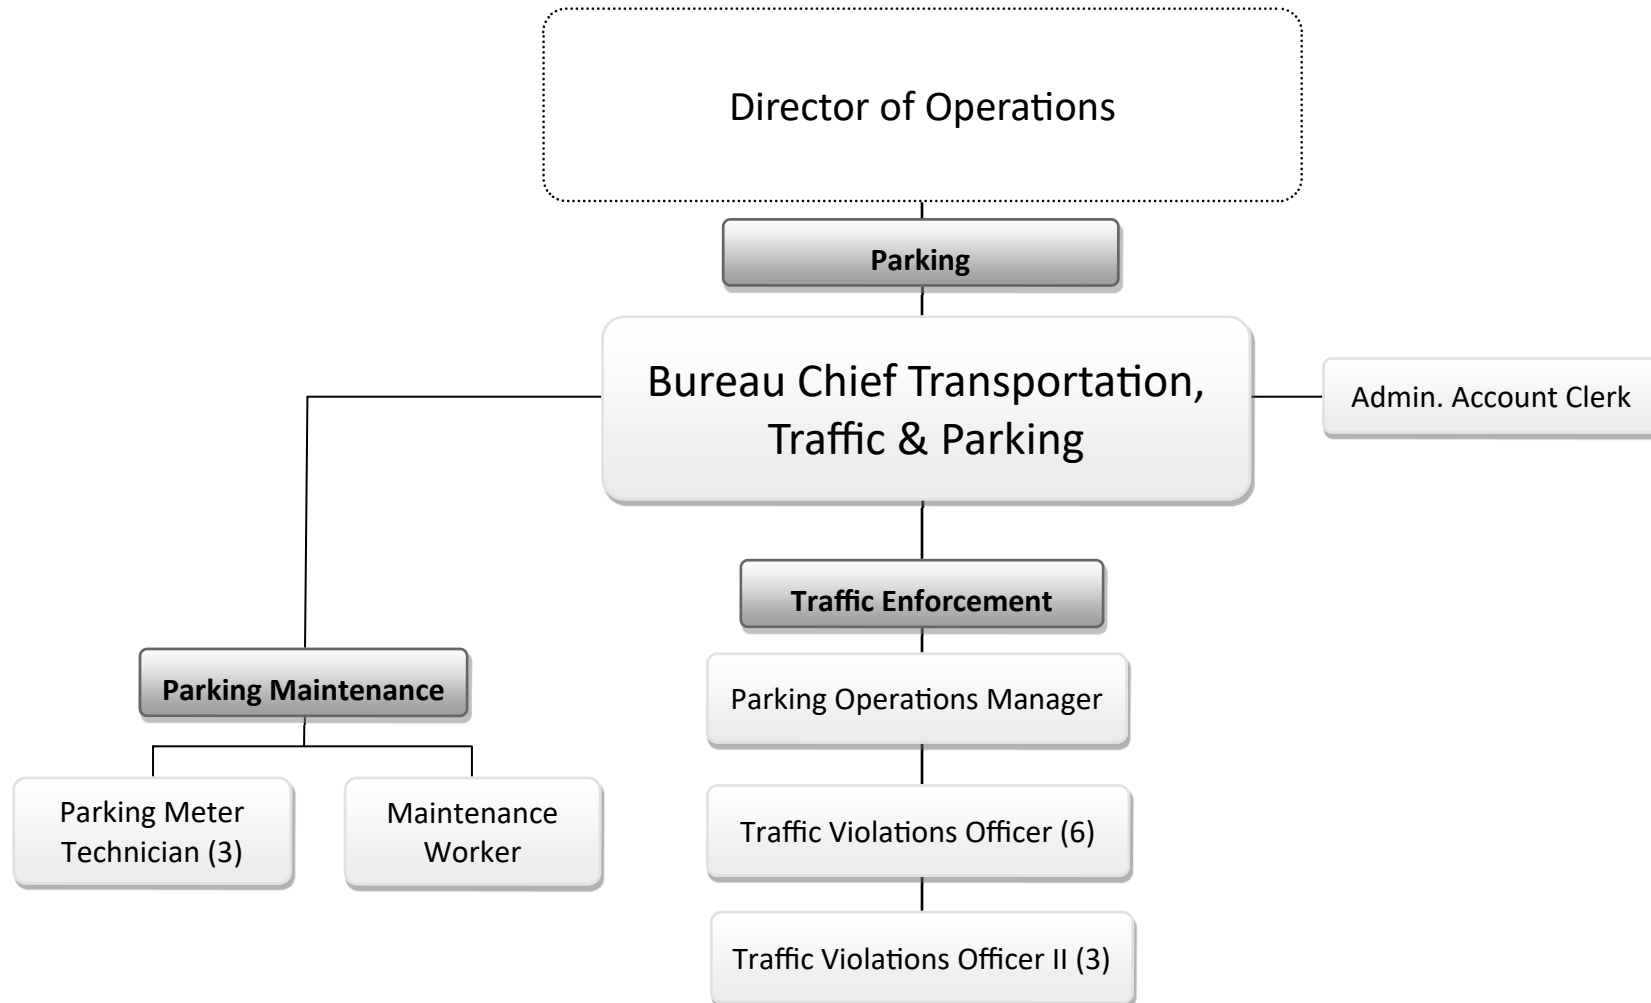 Director of Operations
Parking
Bureau Chief Transportation,
Traffic & Parking
Admin. Account Clerk
Traffic Enforcement
Parking Maintenance
Parking Operations Manager
Parking Meter
Technician (3)
Maintenance
Worker
Traffic Violations Officer (6)
Traffic Violations Officer II (3)